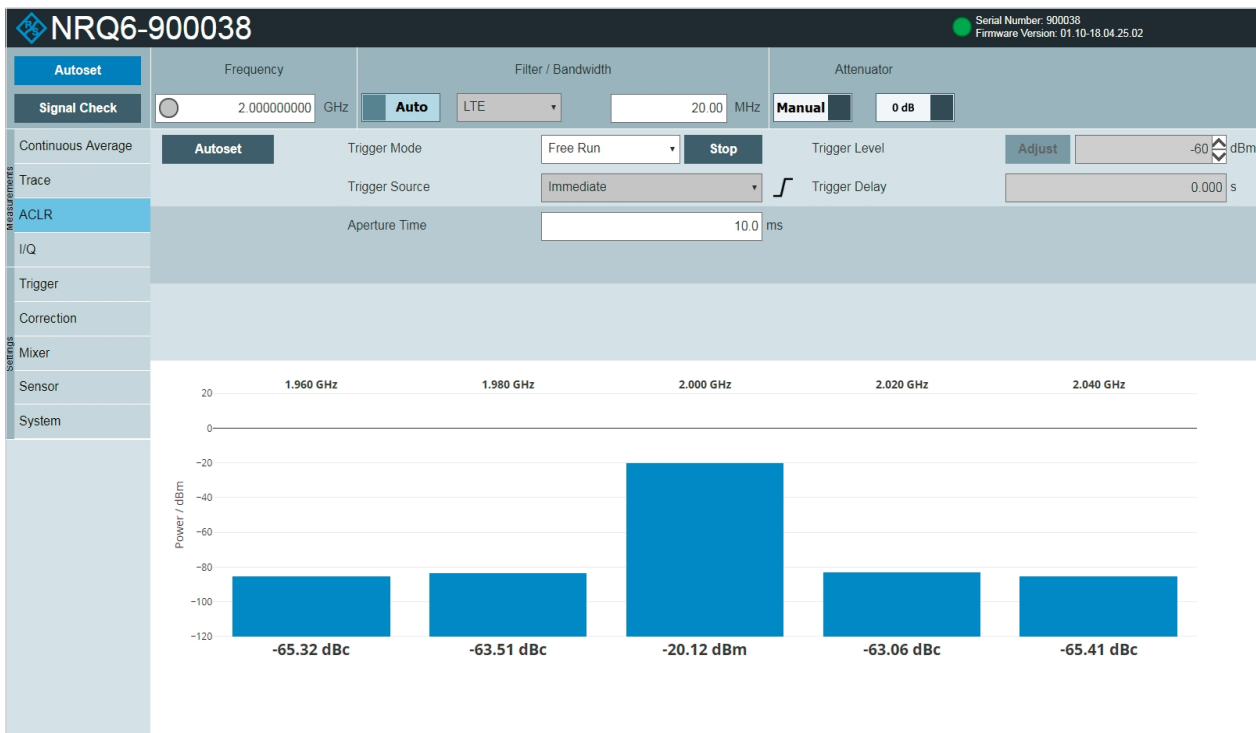 R&S NRQ6-900038
Serial Number: 900038
Firmware Version: 01.10-18.04.25.02
Autoset Frequency Filter / Bandwidth Attenuator
Signal Check 2.000000000 GHz Auto LTE 20.00 MHz Manual 0 dB
Measurements
Continuous Average
Trace
ACLR
I/Q
Settings
Trigger
Correction
Mixer
Sensor
System
Autoset Trigger Mode Free Run Stop Trigger Level Adjust -60 dBm
Trigger Source Immediate Trigger Delay 0.000 s
Aperture Time 10.0 ms
1.960 GHz 1.980 GHz 2.000 GHz 2.020 GHz 2.040 GHz
Power / dBm
20
0
−20
−40
−60
−80
−100
−120
-65.32 dBc -63.51 dBc -20.12 dBm -63.06 dBc -65.41 dBc